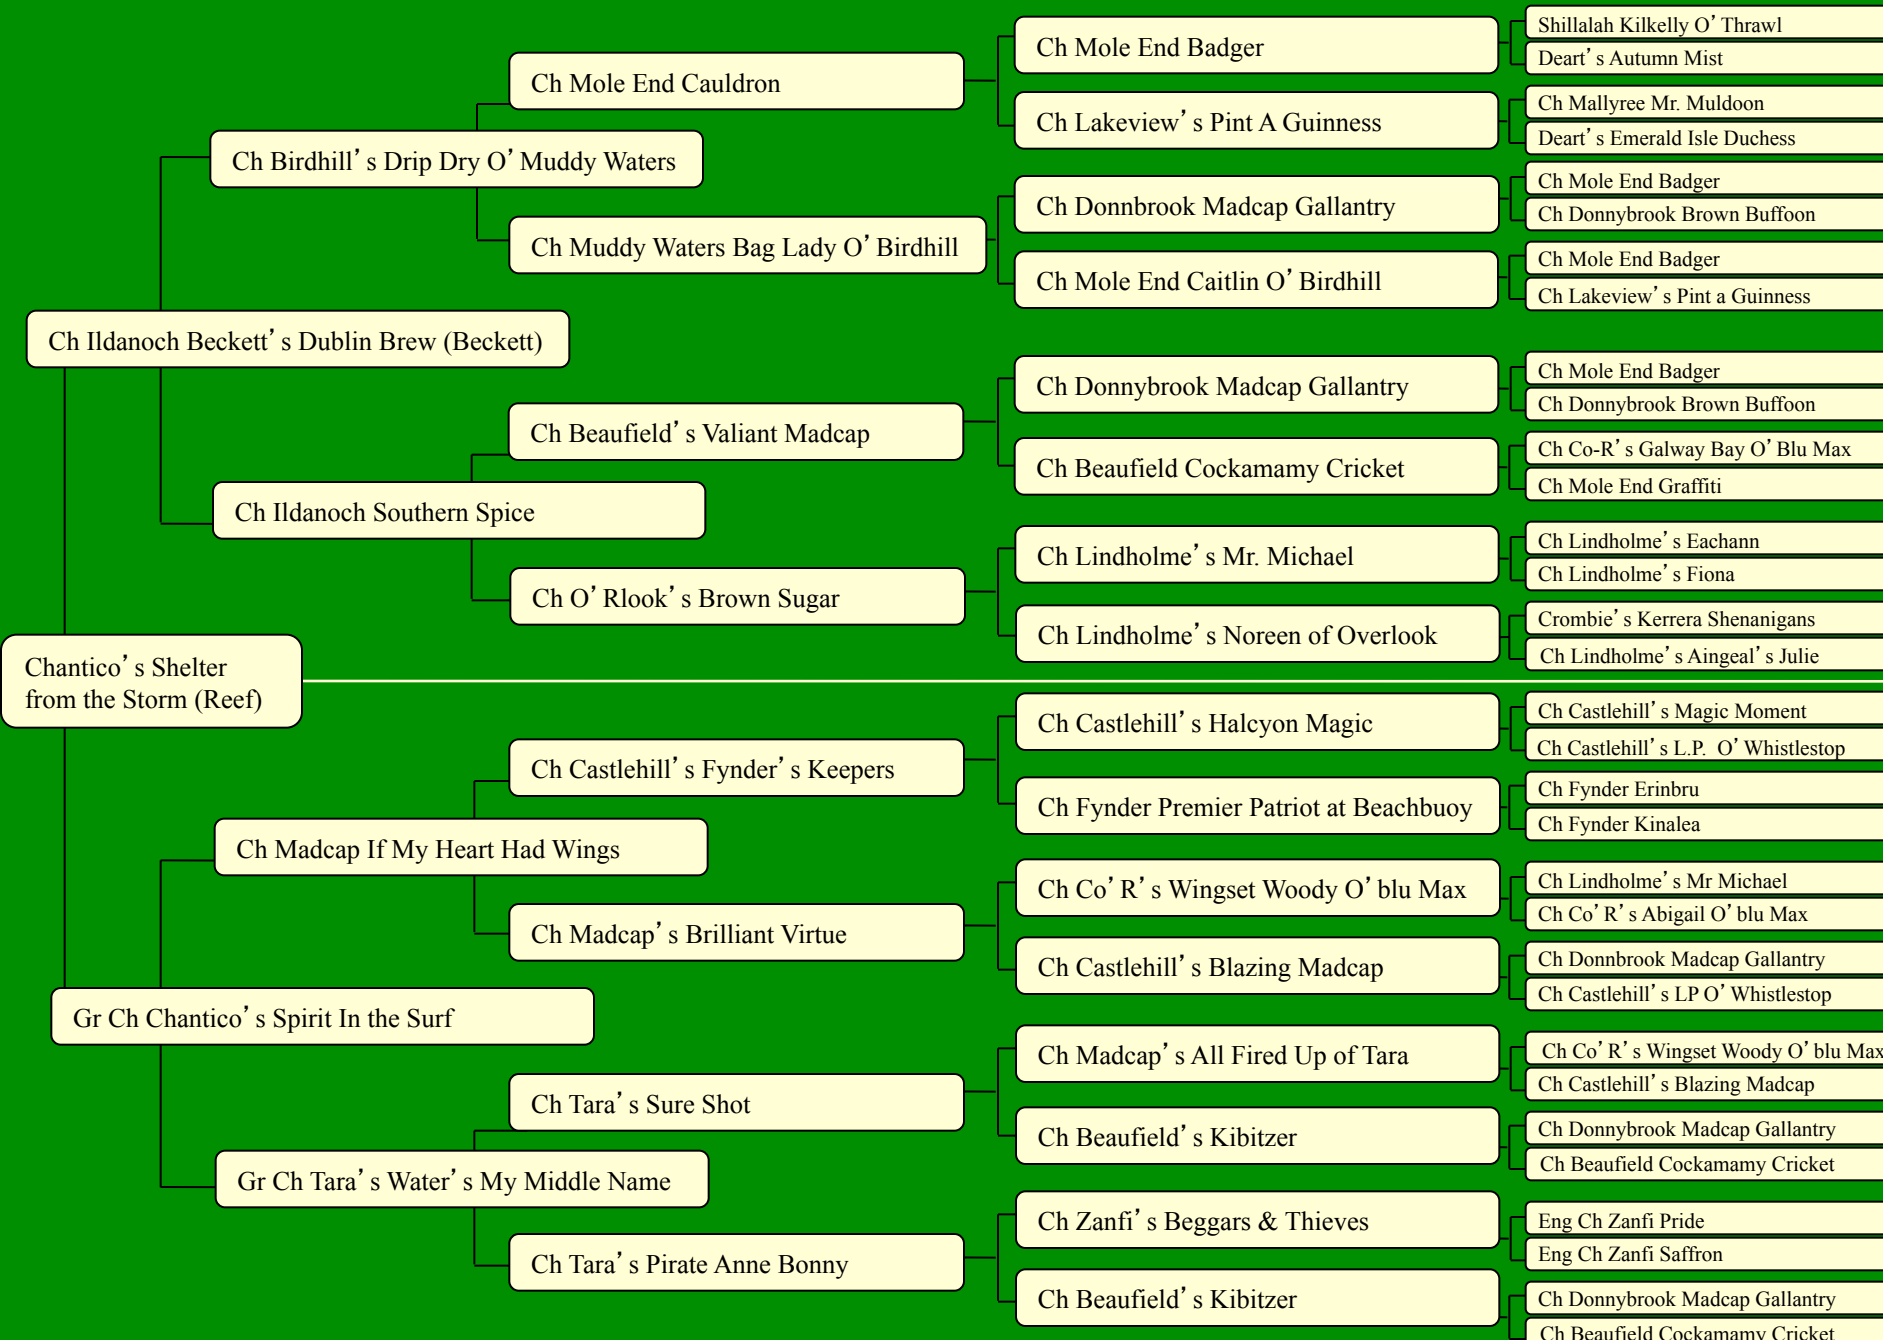 Chantico’s Shelter
from the Storm (Reef)
Ch Ildanoch Beckett’s Dublin Brew (Beckett)
Gr Ch Chantico’s Spirit In the Surf
Ch Birdhill’s Drip Dry O’Muddy Waters
Ch Ildanoch Southern Spice
Ch Madcap If My Heart Had Wings
Gr Ch Tara’s Water’s My Middle Name
Ch Mole End Cauldron
Ch Muddy Waters Bag Lady O’Birdhill
Ch Beaufield’s Valiant Madcap
Ch O’Rlook’s Brown Sugar
Ch Castlehill’s Fynder’s Keepers
Ch Madcap’s Brilliant Virtue
Ch Tara’s Sure Shot
Ch Tara’s Pirate Anne Bonny
Ch Mole End Badger
Ch Lakeview’s Pint A Guinness
Ch Donnbrook Madcap Gallantry
Ch Mole End Caitlin O’Birdhill
Ch Donnybrook Madcap Gallantry
Ch Beaufield Cockamamy Cricket
Ch Lindholme’s Mr. Michael
Ch Lindholme’s Noreen of Overlook
Ch Castlehill’s Halcyon Magic
Ch Fynder Premier Patriot at Beachbuoy
Ch Co’R’s Wingset Woody O’blu Max
Ch Castlehill’s Blazing Madcap
Ch Madcap’s All Fired Up of Tara
Ch Beaufield’s Kibitzer
Ch Zanfi’s Beggars & Thieves
Ch Beaufield’s Kibitzer
Shillalah Kilkelly O’Thrawl
Deart’s Autumn Mist
Ch Mallyree Mr. Muldoon
Deart’s Emerald Isle Duchess
Ch Mole End Badger
Ch Donnybrook Brown Buffoon
Ch Mole End Badger
Ch Lakeview’s Pint a Guinness
Ch Mole End Badger
Ch Donnybrook Brown Buffoon
Ch Co-R’s Galway Bay O’Blu Max
Ch Mole End Graffiti
Ch Lindholme’s Eachann
Ch Lindholme’s Fiona
Crombie’s Kerrera Shenanigans
Ch Lindholme’s Aingeal’s Julie
Ch Castlehill’s Magic Moment
Ch Castlehill’s L.P. O’Whistlestop
Ch Fynder Erinbru
Ch Fynder Kinalea
Ch Lindholme’s Mr Michael
Ch Co’R’s Abigail O’blu Max
Ch Donnbrook Madcap Gallantry
Ch Castlehill’s LP O’Whistlestop
Ch Co’R’s Wingset Woody O’blu Max
Ch Castlehill’s Blazing Madcap
Ch Donnybrook Madcap Gallantry
Ch Beaufield Cockamamy Cricket
Eng Ch Zanfi Pride
Eng Ch Zanfi Saffron
Ch Donnybrook Madcap Gallantry
Ch Beaufield Cockamamy Cricket